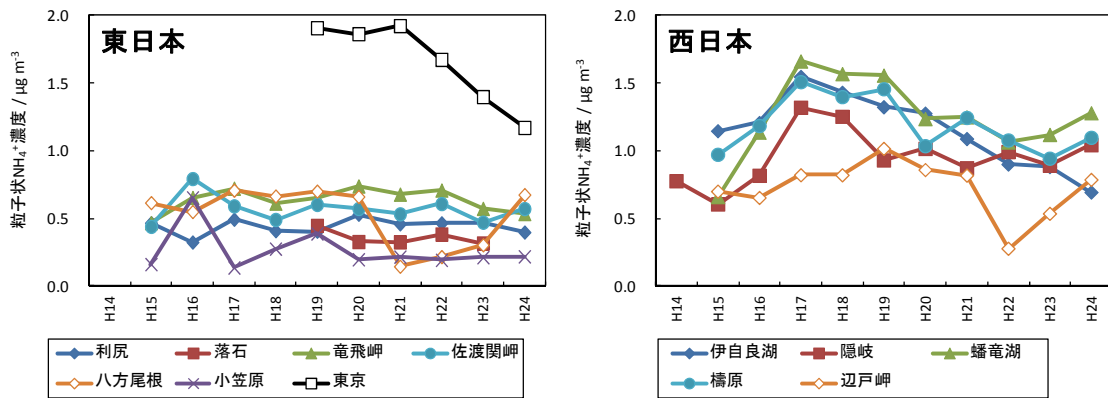 東日本
粒子状NH₄⁺濃度 / µg m⁻³
2.0
1.5
1.0
0.5
0.0
H14 H15 H16 H17 H18 H19 H20 H21 H22 H23 H24
利尻 落石 竜飛岬 佐渡関岬
八方尾根 小笠原 東京
西日本
粒子状NH₄⁺濃度 / µg m⁻³
2.0
1.5
1.0
0.5
0.0
H14 H15 H16 H17 H18 H19 H20 H21 H22 H23 H24
伊自良湖 隠岐 蟠竜湖
檮原 辺戸岬